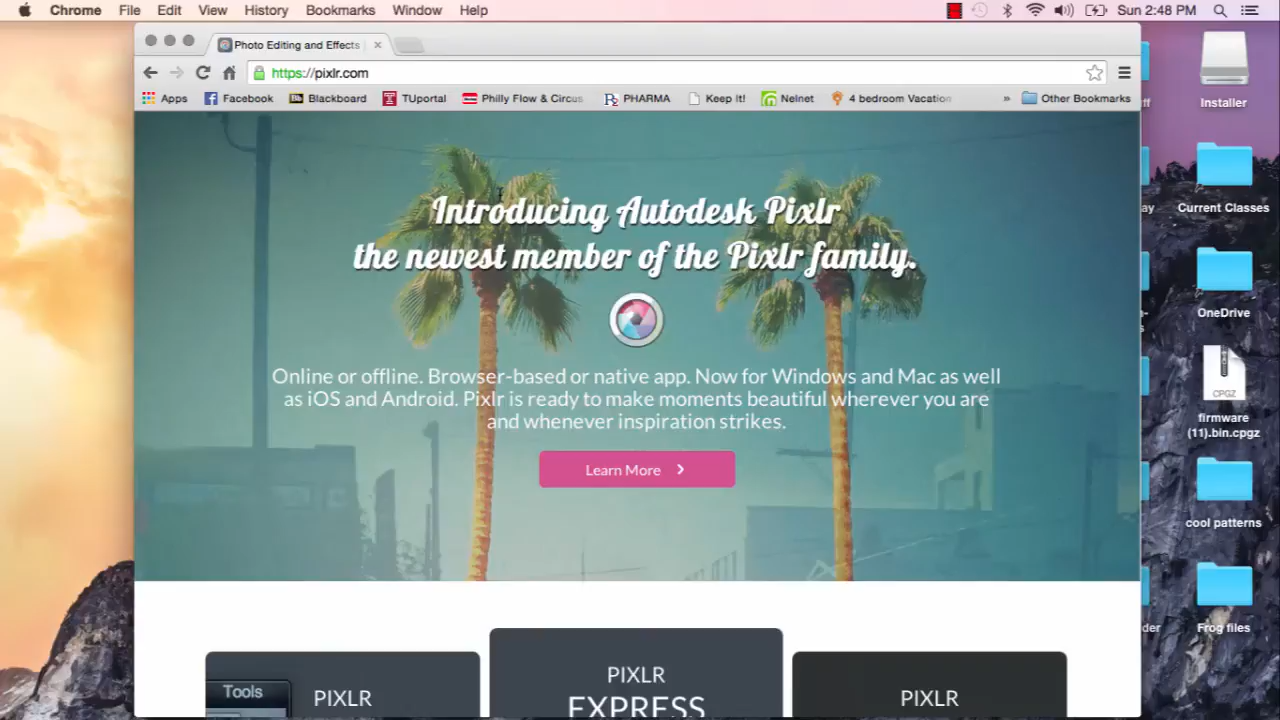 Chrome File Edit View History Bookmarks Window Help Sun 2:48 PM
Photo Editing and Effects
https://pixlr.com
Apps Facebook Blackboard TUportal Philly Flow & Circus PHARMA Keep It! Nelnet 4 bedroom Vacation » Other Bookmarks
Introducing Autodesk Pixlr
the newest member of the Pixlr family.
Online or offline. Browser-based or native app. Now for Windows and Mac as well
as iOS and Android. Pixlr is ready to make moments beautiful wherever you are
and whenever inspiration strikes.
Learn More
Tools
PIXLR
PIXLR
EXPRESS
PIXLR
Installer
Current Classes
OneDrive
CPGZ
firmware
(11).bin.cpgz
cool patterns
Frog files